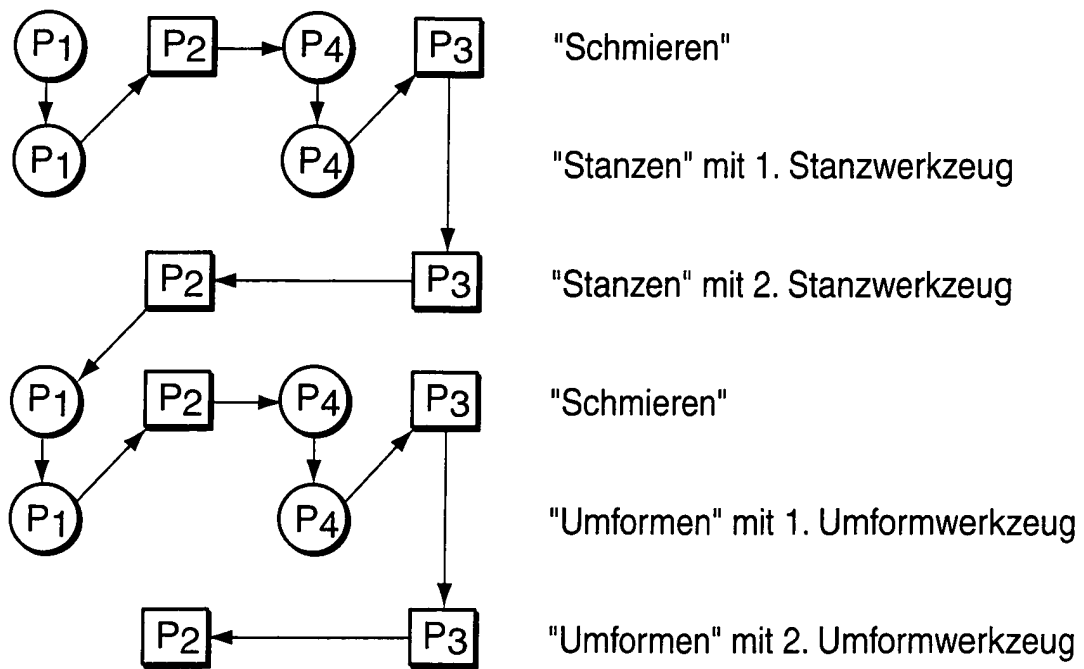 P1 P2 P4 P3 "Schmieren"
P1 P4 "Stanzen" mit 1. Stanzwerkzeug
P2 P3 "Stanzen" mit 2. Stanzwerkzeug
P1 P2 P4 P3 "Schmieren"
P1 P4 "Umformen" mit 1. Umformwerkzeug
P2 P3 "Umformen" mit 2. Umformwerkzeug